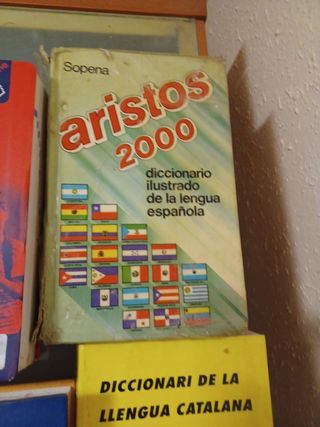 Sopena
aristos
2000
diccionario
ilustrado
de la lengua
española
DICCIONARI DE LA
LLENGUA CATALANA